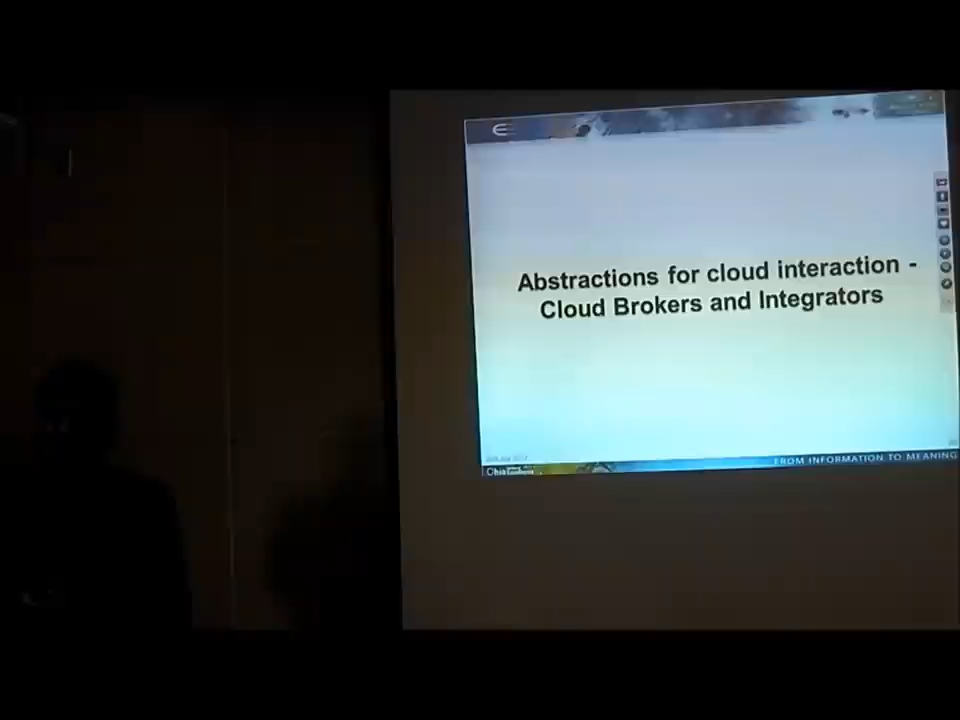 Abstractions for cloud interaction -
Cloud Brokers and Integrators
FROM INFORMATION TO MEANING